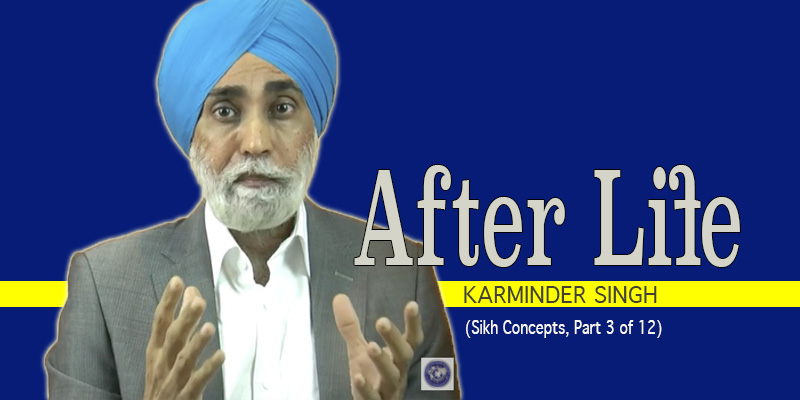 After Life
KARMINDER SINGH
(Sikh Concepts, Part 3 of 12)